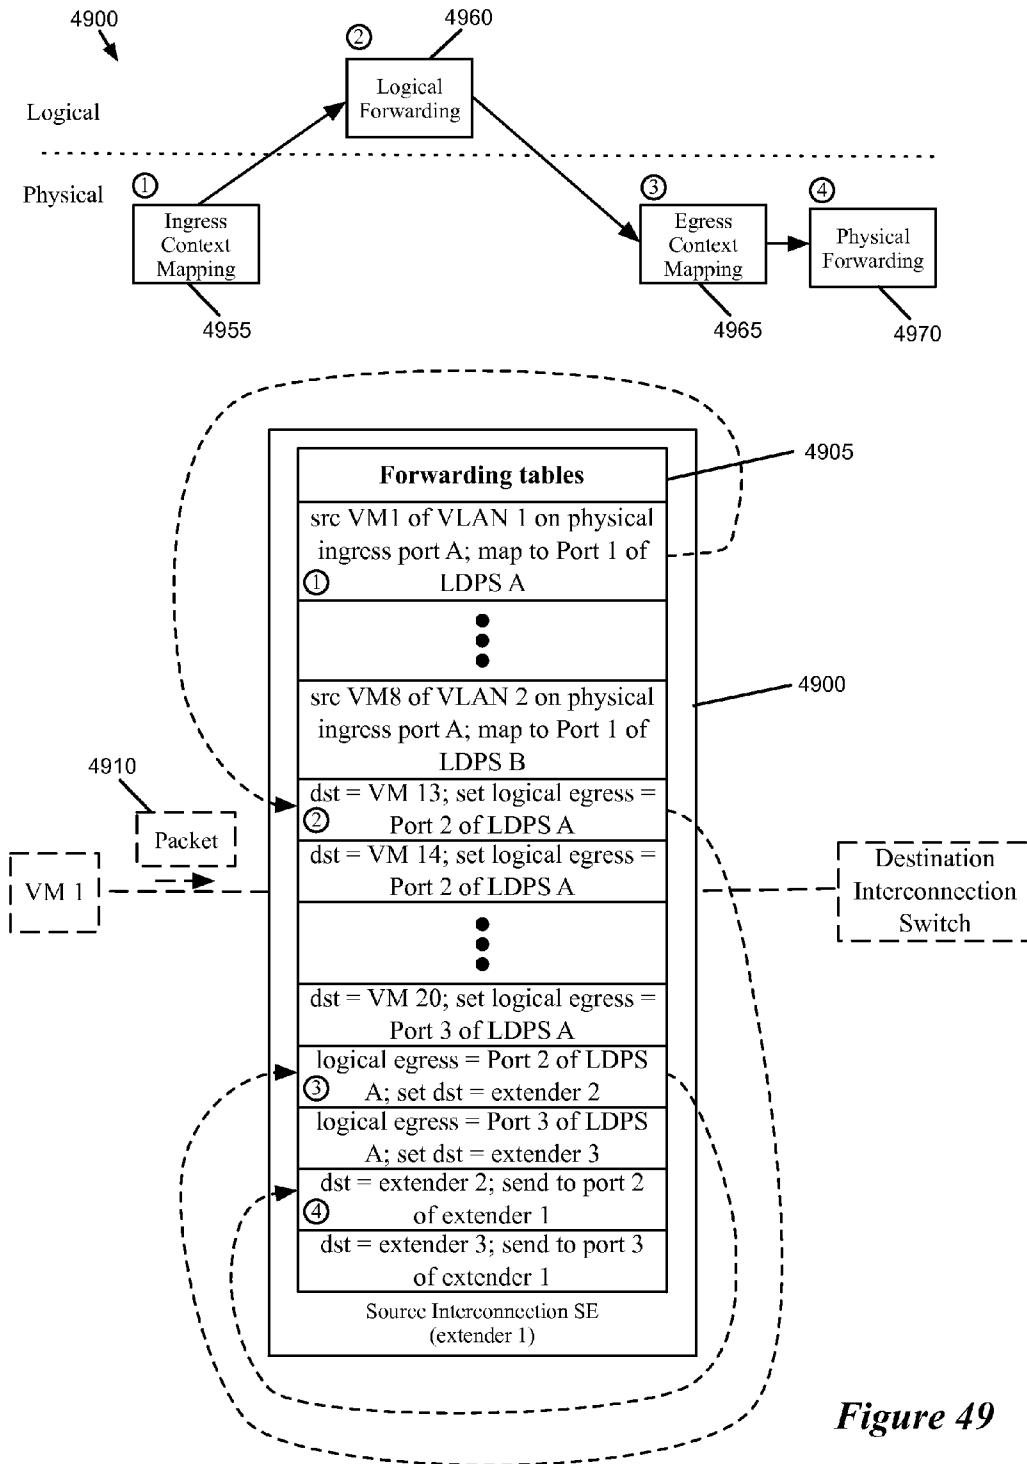 4900
②
4960
Logical
Forwarding
Logical
Physical
①
Ingress
Context
Mapping
4955
③
Egress
Context
Mapping
4965
④
Physical
Forwarding
4970
4905
Forwarding tables
src VM1 of VLAN 1 on physical
ingress port A; map to Port 1 of
① LDPS A
4900
src VM8 of VLAN 2 on physical
ingress port A; map to Port 1 of
LDPS B
4910
Packet
VM 1
dst = VM 13; set logical egress =
② Port 2 of LDPS A
dst = VM 14; set logical egress =
Port 2 of LDPS A
Destination
Interconnection
Switch
dst = VM 20; set logical egress =
Port 3 of LDPS A
logical egress = Port 2 of LDPS
③ A; set dst = extender 2
logical egress = Port 3 of LDPS
A; set dst = extender 3
dst = extender 2; send to port 2
④ of extender 1
dst = extender 3; send to port 3
of extender 1
Source Interconnection SE
(extender 1)
Figure 49